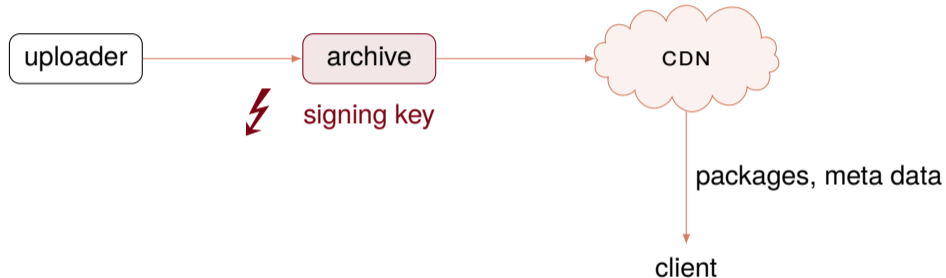 uploader
archive
CDN
signing key
packages, meta data
client